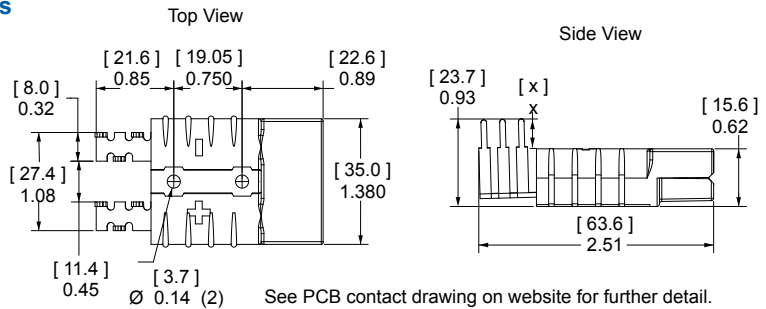 s
Top View
Side View
[ 21.6 ]
0.85
[ 19.05 ]
0.750
[ 22.6 ]
0.89
[ 8.0 ]
0.32
[ 27.4 ]
1.08
[ 35.0 ]
1.380
[ 11.4 ]
0.45
[ 3.7 ]
Ø 0.14 (2)
[ 23.7 ]
0.93
[ x ]
x
[ 15.6 ]
0.62
[ 63.6 ]
2.51
See PCB contact drawing on website for further detail.